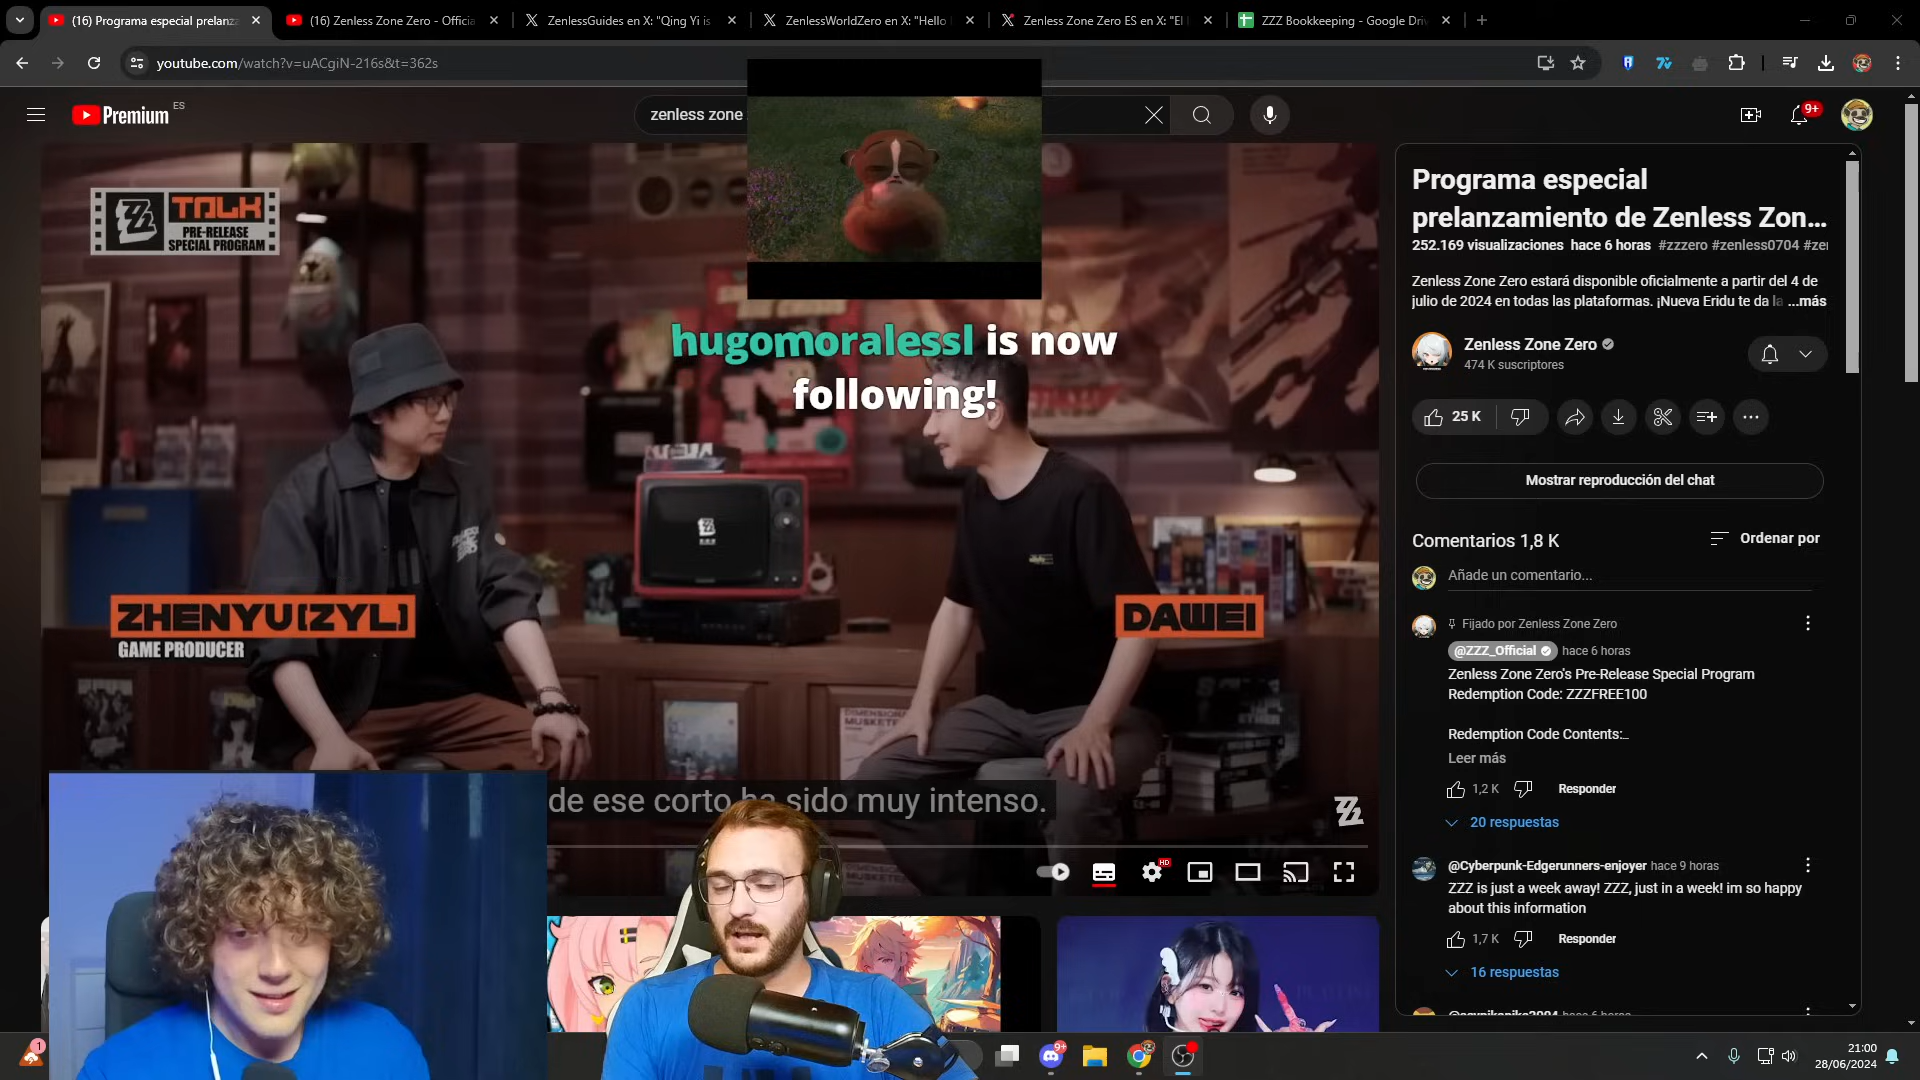 (16) Programa especial prelanza
(16) Zenless Zone Zero - Officia
ZenlessGuides en X: "Qing Yi is
ZenlessWorldZero en X: "Hello
Zenless Zone Zero ES en X: "El
ZZZ Bookkeeping - Google Driv
youtube.com/watch?v=uACgiN-216s&t=362s
Premium
ES
zenless zone
9+
TALK
PRE-RELEASE
SPECIAL PROGRAM
hugomoralessl is now
following!
ZHENYU(ZYL)
GAME PRODUCER
DAWEI
de ese corto ha sido muy intenso.
HD
Programa especial
prelanzamiento de Zenless Zon...
252.169 visualizaciones hace 6 horas #zzzero #zenless0704 #zen
Zenless Zone Zero estará disponible oficialmente a partir del 4 de
julio de 2024 en todas las plataformas. ¡Nueva Eridu te da la ...más
Zenless Zone Zero
474 K suscriptores
25 K
Mostrar reproducción del chat
Comentarios 1,8 K
Ordenar por
Añade un comentario...
Fijado por Zenless Zone Zero
@ZZZ_Official hace 6 horas
Zenless Zone Zero's Pre-Release Special Program
Redemption Code: ZZZFREE100
Redemption Code Contents:...
Leer más
1,2 K
Responder
20 respuestas
@Cyberpunk-Edgerunners-enjoyer hace 9 horas
ZZZ is just a week away! ZZZ, just in a week! im so happy
about this information
1,7 K
Responder
16 respuestas
1
9+
21:00
28/06/2024